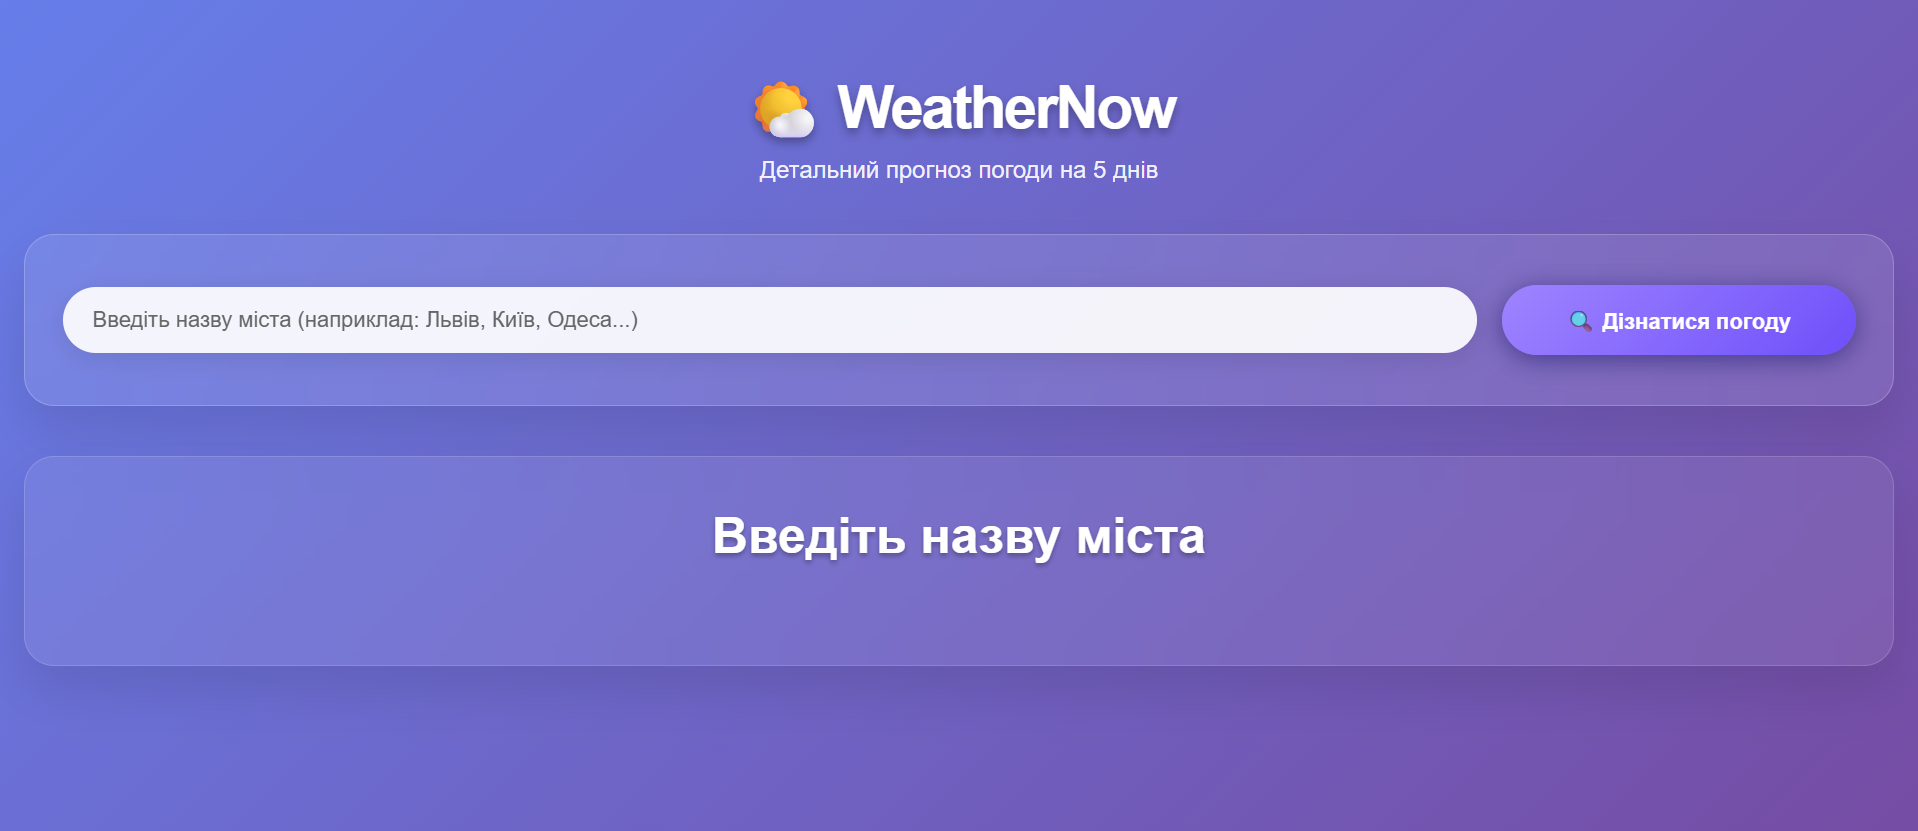 WeatherNow
Детальний прогноз погоди на 5 днів
Введіть назву міста (наприклад: Львів, Київ, Одеса...)
Дізнатися погоду
Введіть назву міста